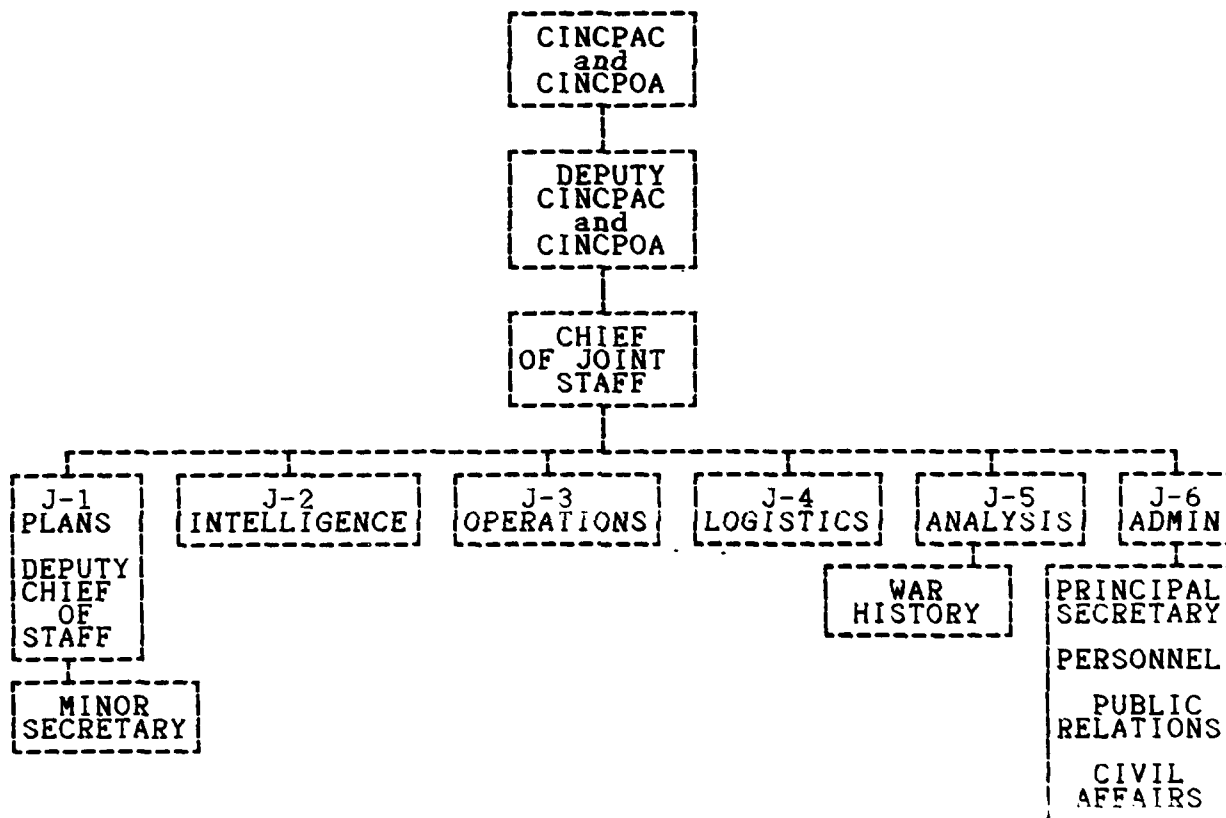 CINCPAC
and
CINCPOA
DEPUTY
CINCPAC
and
CINCPOA
CHIEF
OF JOINT
STAFF
J-1
PLANS
DEPUTY
CHIEF
OF
STAFF
MINOR
SECRETARY
J-2
INTELLIGENCE
J-3
OPERATIONS
J-4
LOGISTICS
J-5
ANALYSIS
WAR
HISTORY
J-6
ADMIN
PRINCIPAL
SECRETARY
PERSONNEL
PUBLIC
RELATIONS
CIVIL
AFFAIRS